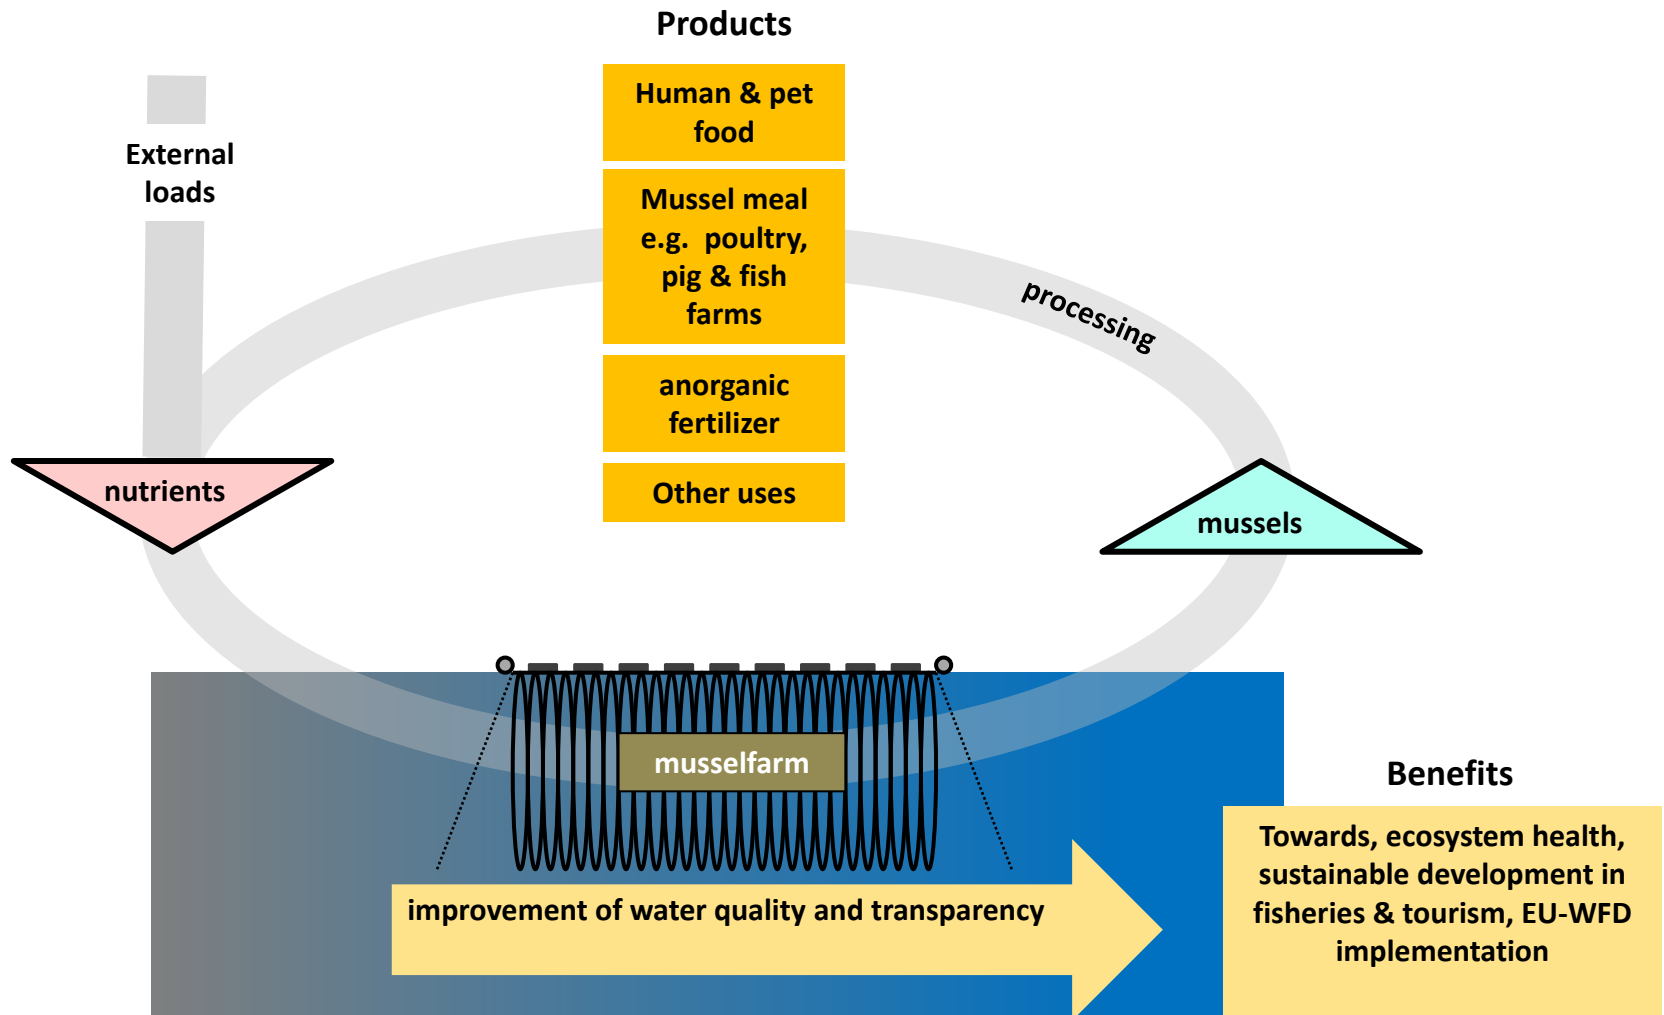 Products
Human & pet
food
External
loads
Mussel meal
e.g. poultry,
pig & fish
farms
processing
anorganic
fertilizer
nutrients
Other uses
mussels
musselfarm
Benefits
improvement of water quality and transparency
Towards, ecosystem health,
sustainable development in
fisheries & tourism, EU-WFD
implementation